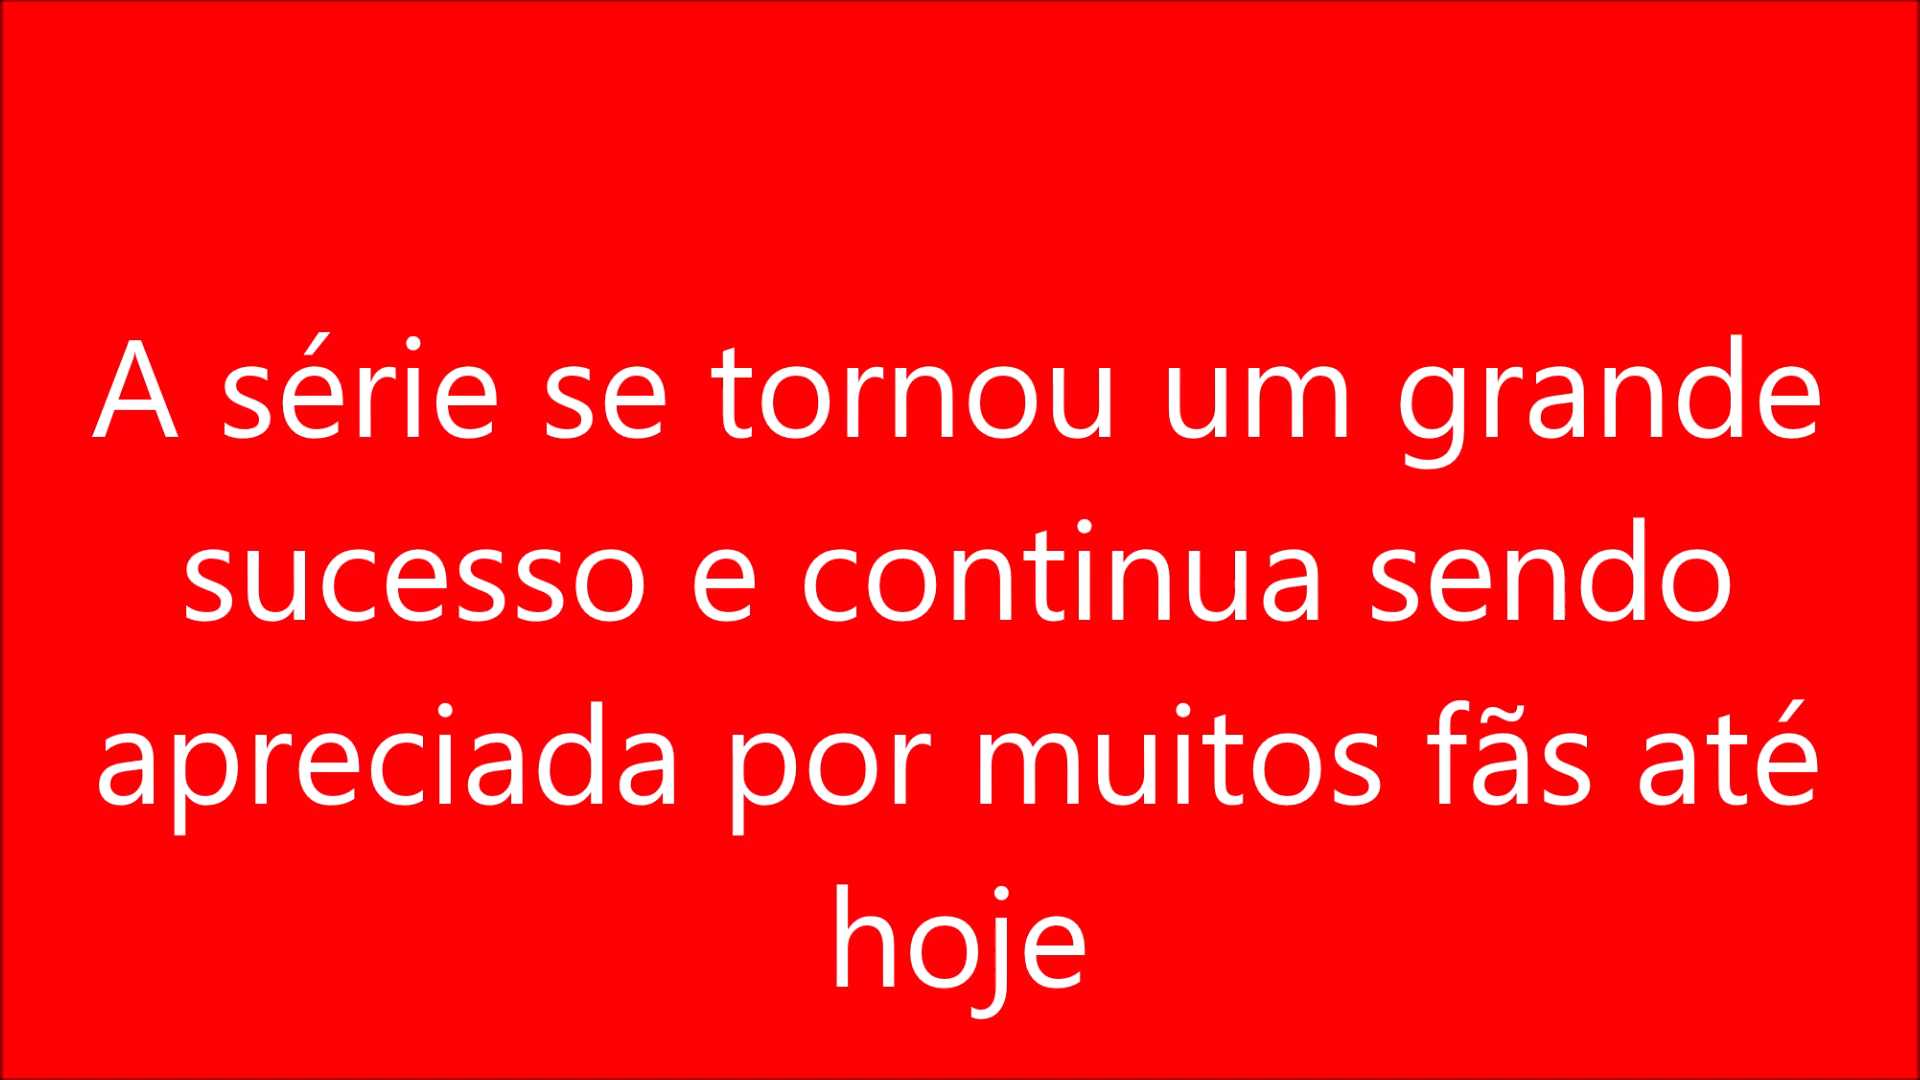 A série se tornou um grande
sucesso e continua sendo
apreciada por muitos fãs até
hoje